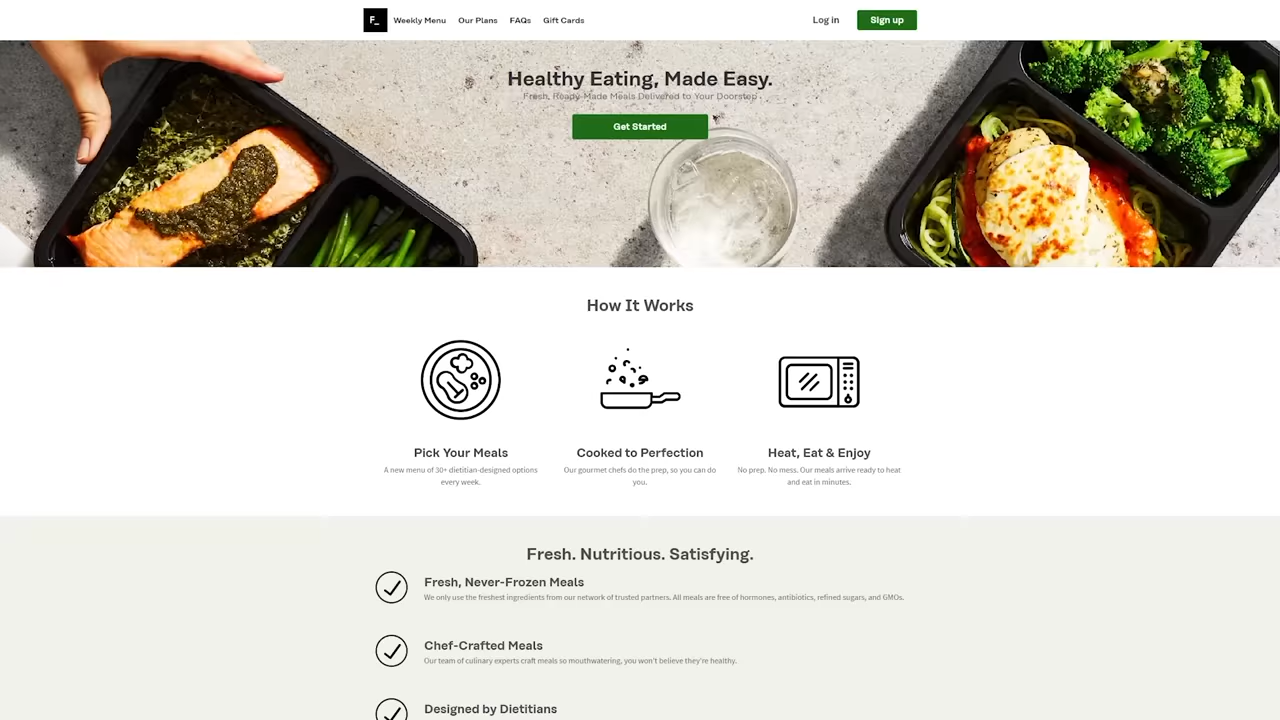 F_ Weekly Menu Our Plans FAQs Gift Cards Log in Sign up
Healthy Eating, Made Easy.
Fresh, Ready-Made Meals Delivered to Your Doorstep
Get Started
How It Works
Pick Your Meals
A new menu of 30+ dietitian-designed options
every week.
Cooked to Perfection
Our gourmet chefs do the prep, so you can do
you.
Heat, Eat & Enjoy
No prep. No mess. Our meals arrive ready to heat
and eat in minutes.
Fresh. Nutritious. Satisfying.
Fresh, Never-Frozen Meals
We only use the freshest ingredients from our network of trusted partners. All meals are free of hormones, antibiotics, refined sugars, and GMOs.
Chef-Crafted Meals
Our team of culinary experts craft meals so mouthwatering, you won't believe they're healthy.
Designed by Dietitians